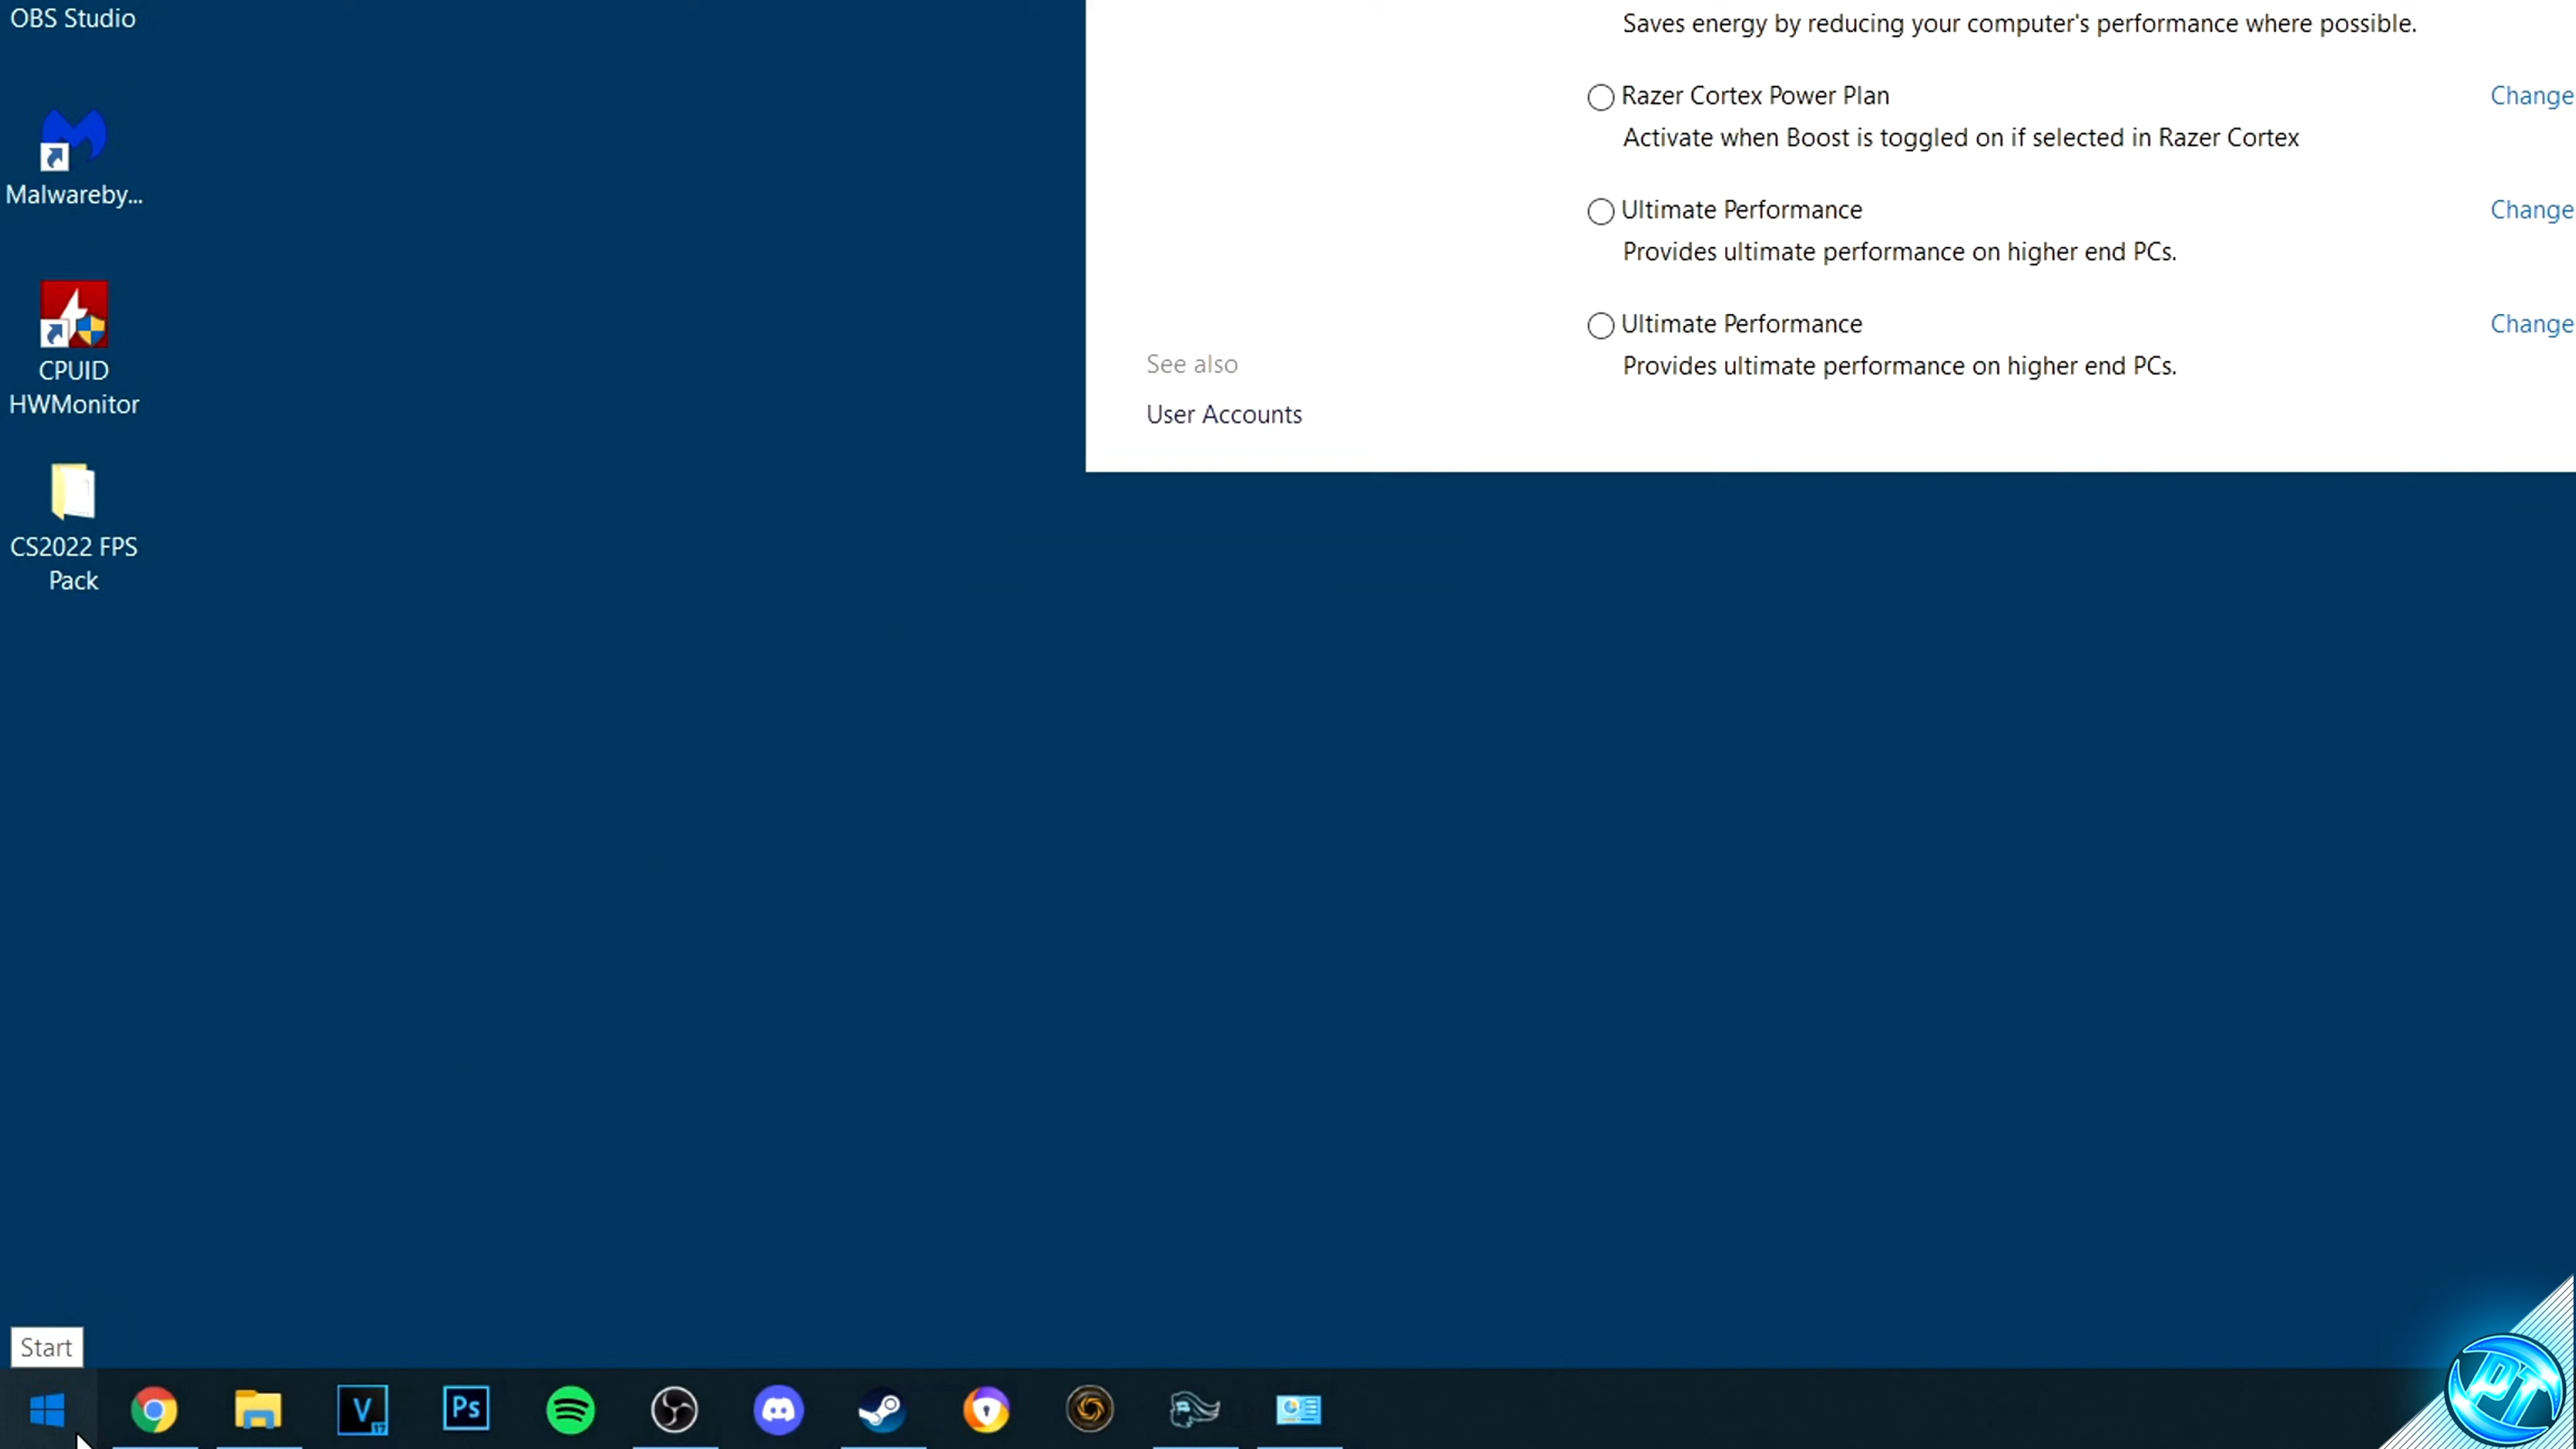 OBS Studio
Malwareby...
CPUID
HWMonitor
CS2022 FPS
Pack
Saves energy by reducing your computer's performance where possible.
Razer Cortex Power Plan
Change
Activate when Boost is toggled on if selected in Razer Cortex
Ultimate Performance
Change
Provides ultimate performance on higher end PCs.
Ultimate Performance
Change
Provides ultimate performance on higher end PCs.
See also
User Accounts
Start
V
17
Ps
PT